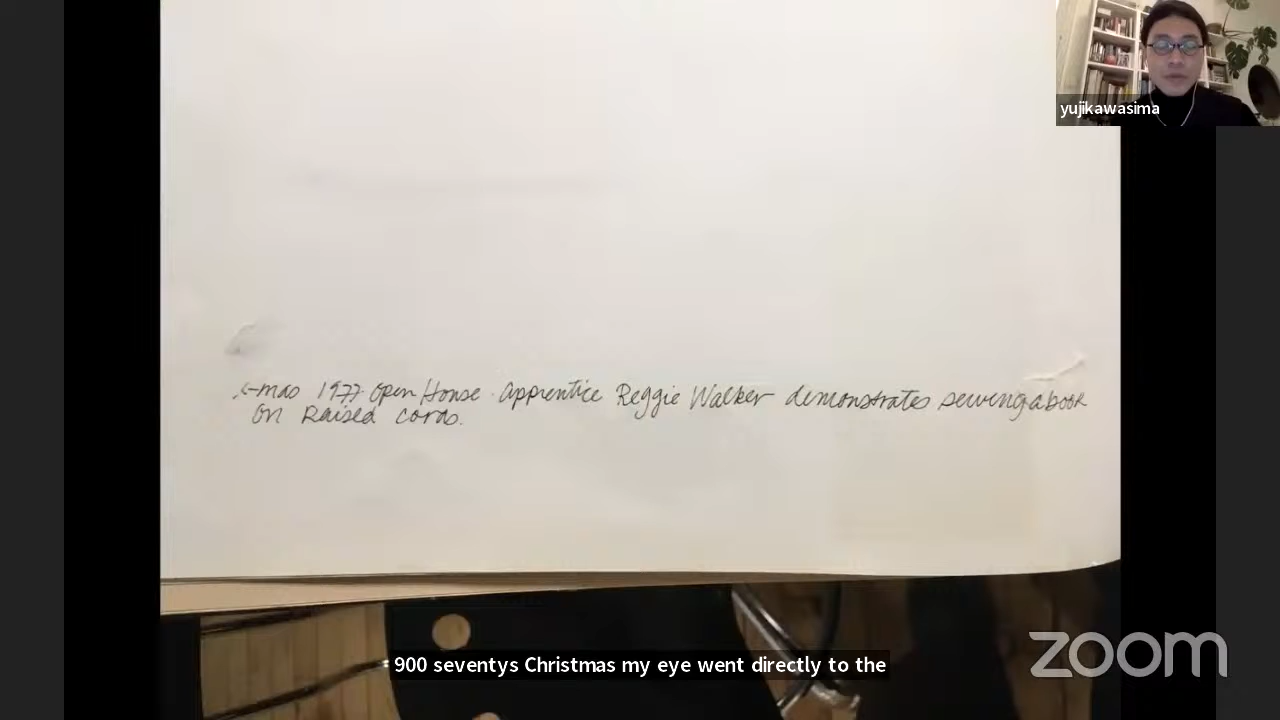 yujikawasima
x-mas 1977 Open House. Apprentice Reggie Walker demonstrates sewing a book
on Raised cords.
900 seventys Christmas my eye went directly to the
zoom